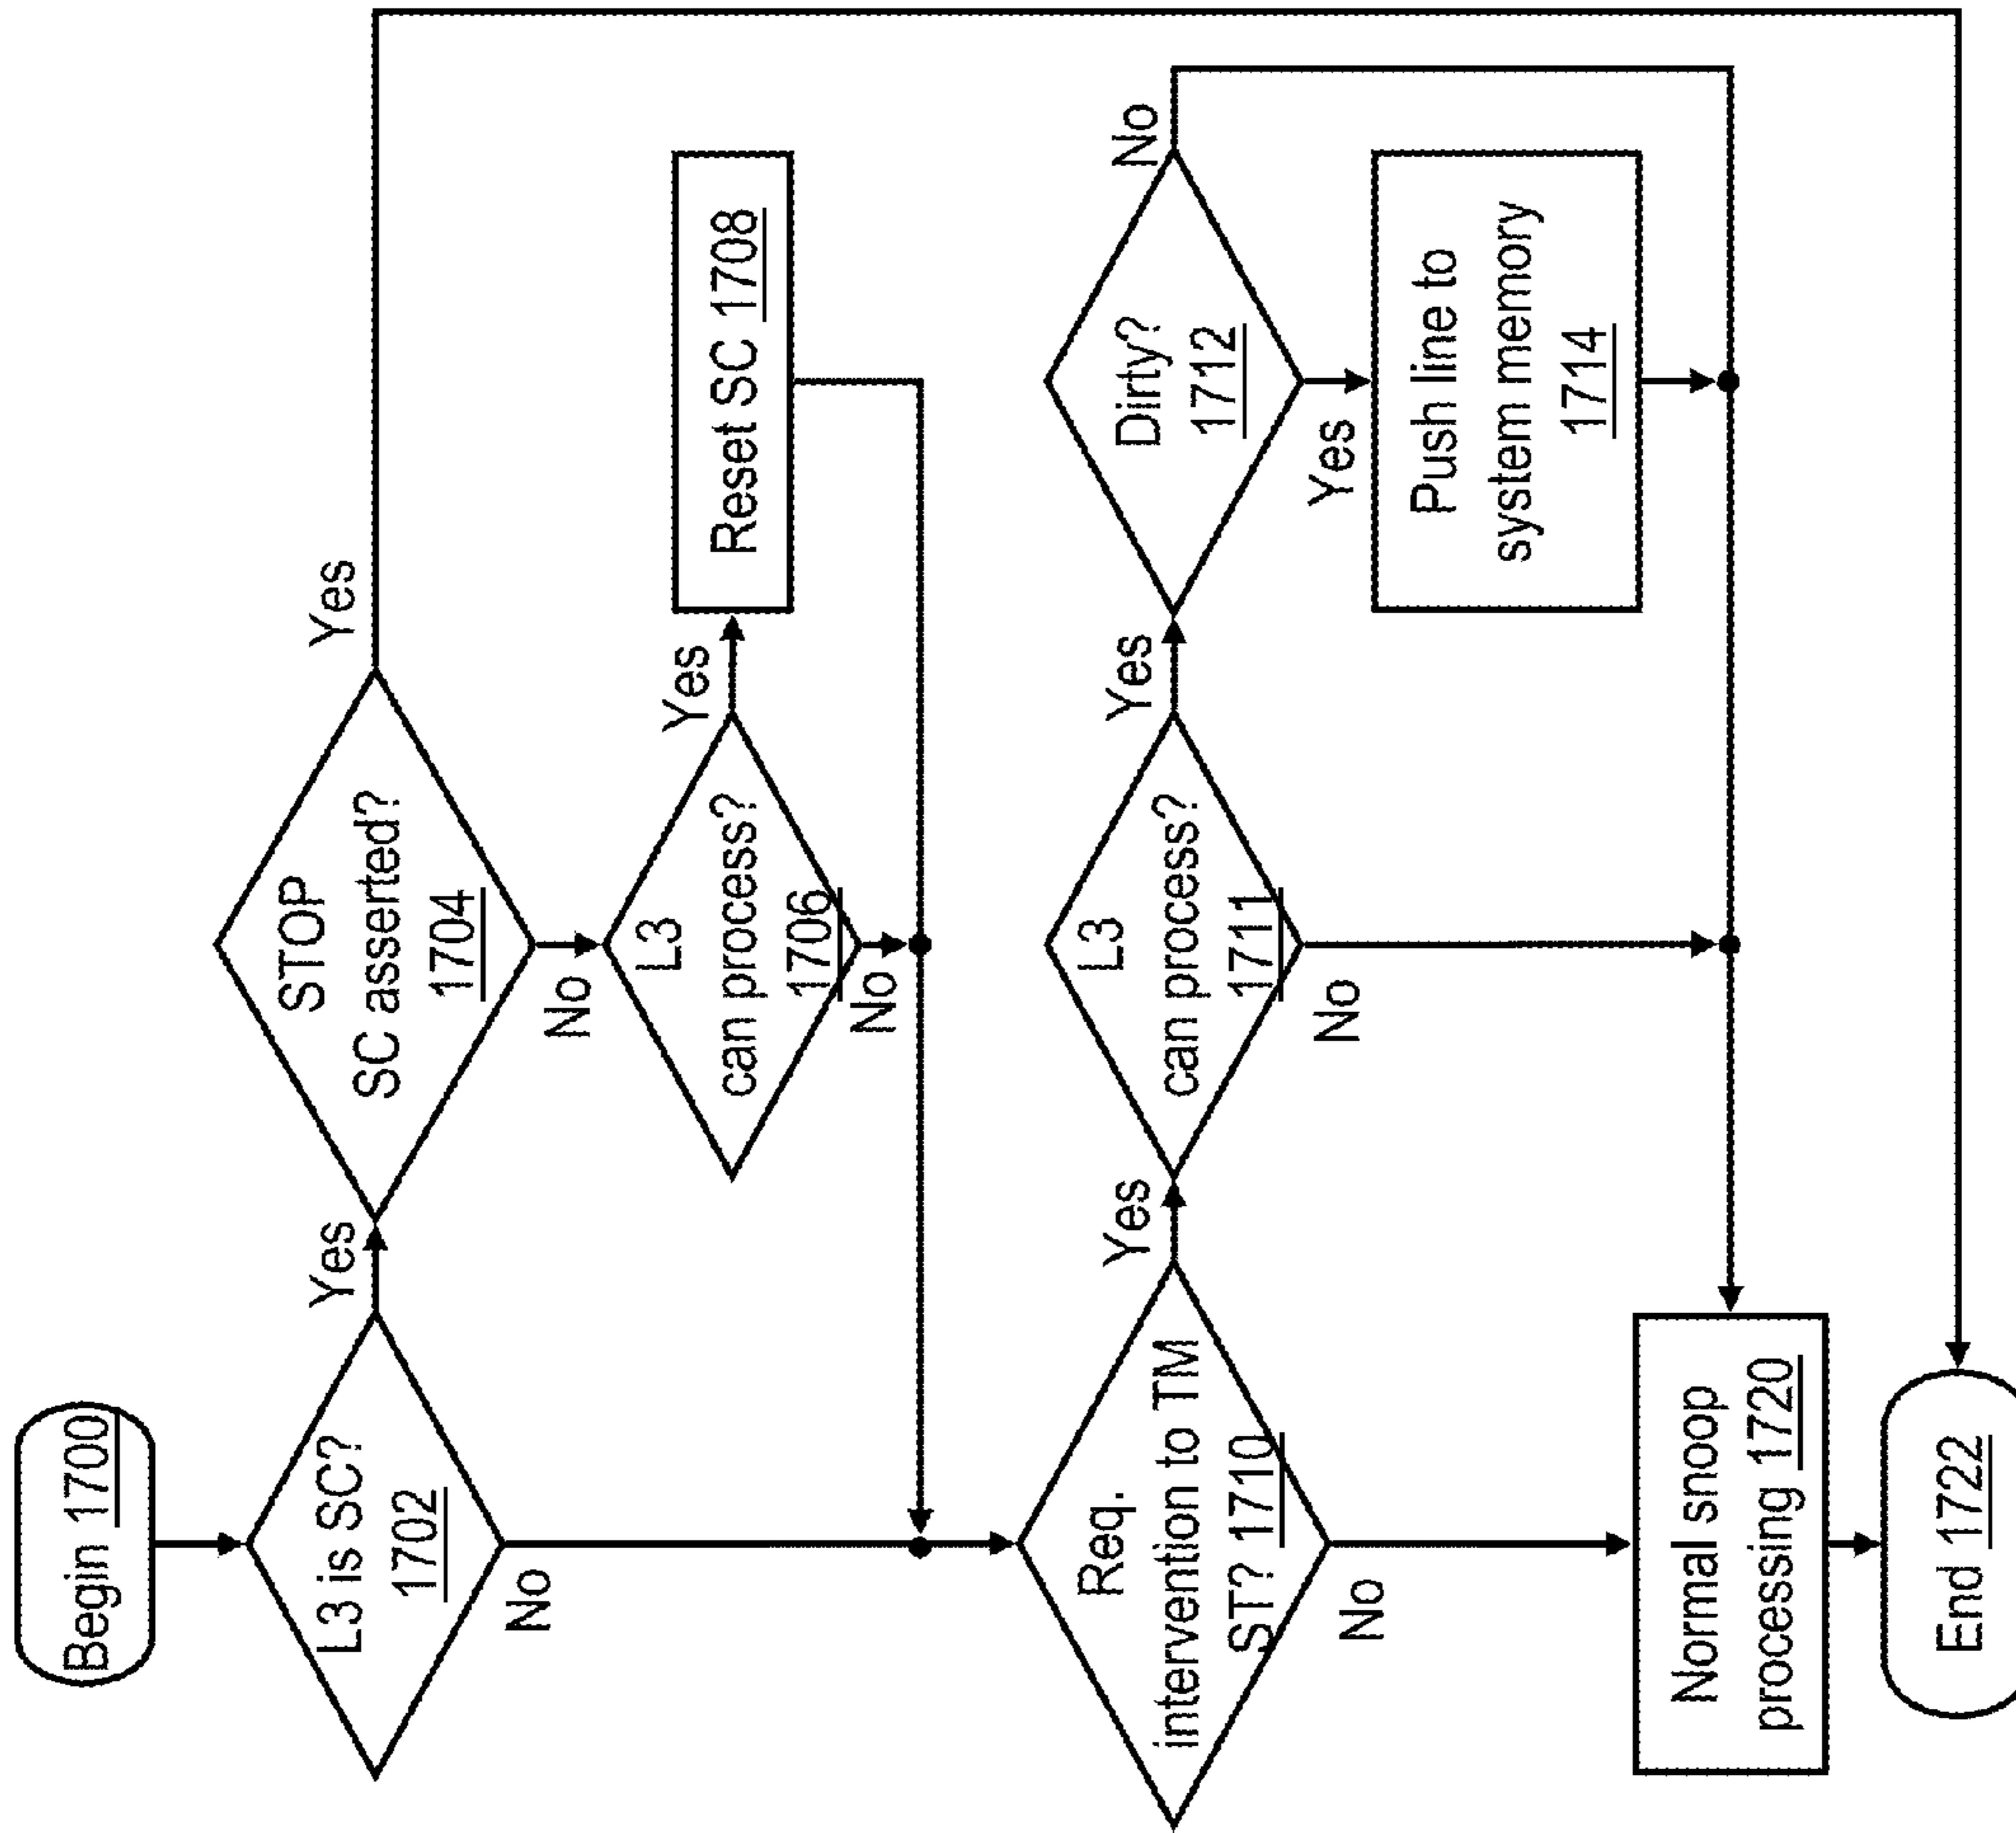 Begin 1700
L3 is SC?
1702
Yes
No
STOP
SC asserted?
1704
Yes
No
L3
can process?
1706
Yes
No
Reset SC 1708
Req.
intervention to TM
ST? 1710
Yes
No
L3
can process?
1711
Yes
No
Dirty?
1712
No
Yes
Push line to
system memory
1714
Normal snoop
processing 1720
End 1722